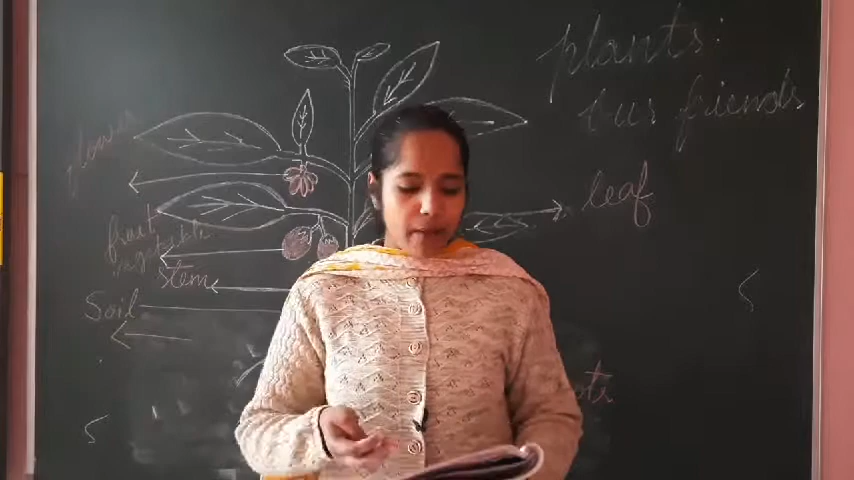 plants:
Our friends
flower
leaf
fruit
vegetable
stem
Soil